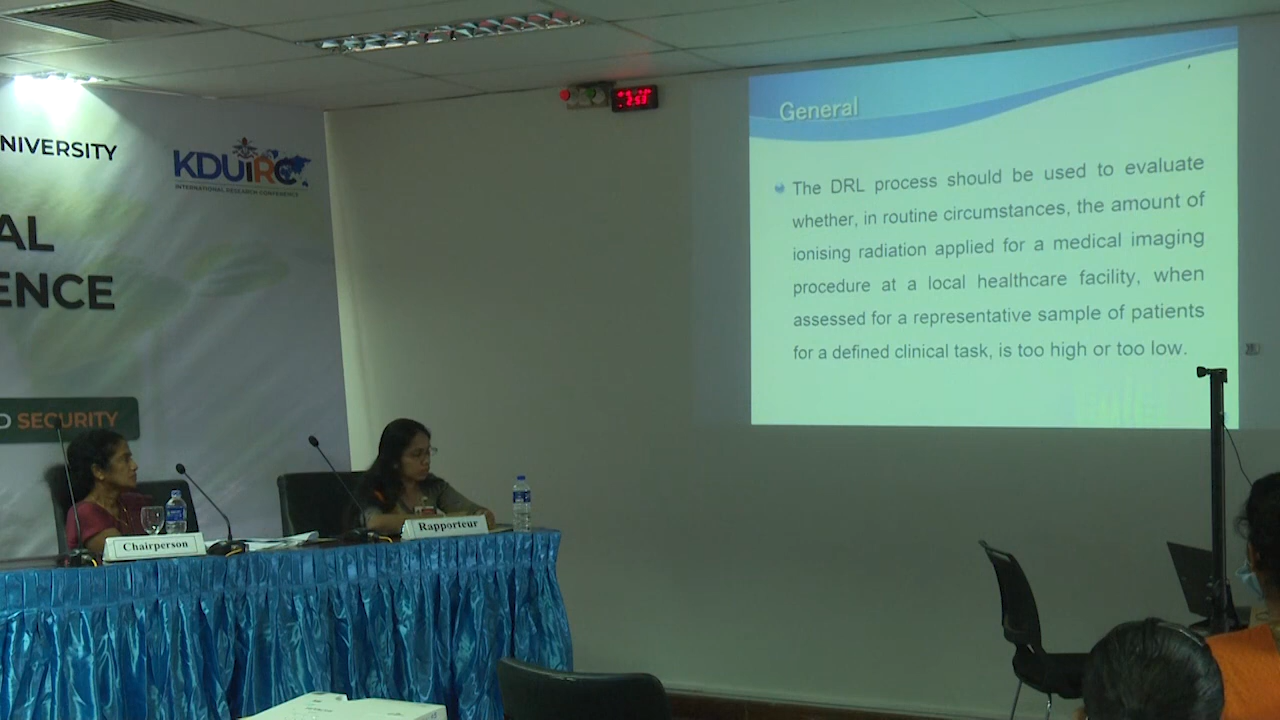 NIVERSITY
KDUIRC
INTERNATIONAL RESEARCH CONFERENCE
AL
ENCE
D SECURITY
General
The DRL process should be used to evaluate
whether, in routine circumstances, the amount of
ionising radiation applied for a medical imaging
procedure at a local healthcare facility, when
assessed for a representative sample of patients
for a defined clinical task, is too high or too low.
Chairperson
Rapporteur